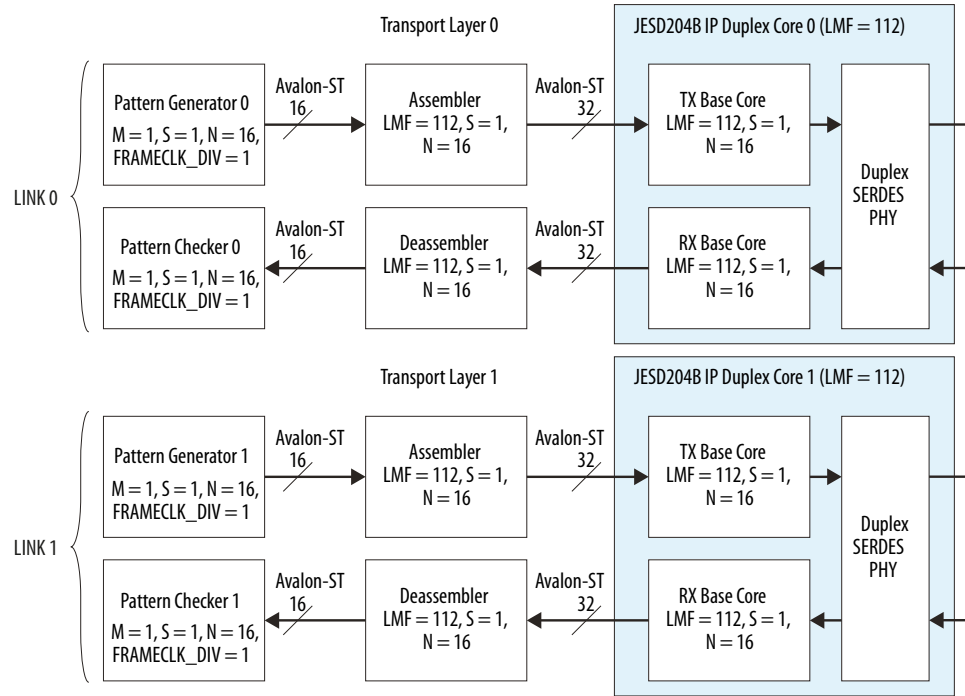 Transport Layer 0
JESD204B IP Duplex Core 0 (LMF = 112)
LINK 0
Pattern Generator 0
M = 1, S = 1, N = 16,
FRAMECLK_DIV = 1
Avalon-ST
16
Assembler
LMF = 112, S = 1,
N = 16
Avalon-ST
32
TX Base Core
LMF = 112, S = 1,
N = 16
Duplex
SERDES
PHY
Pattern Checker 0
M = 1, S = 1, N = 16,
FRAMECLK_DIV = 1
Avalon-ST
16
Deassembler
LMF = 112, S = 1,
N = 16
Avalon-ST
32
RX Base Core
LMF = 112, S = 1,
N = 16
Transport Layer 1
JESD204B IP Duplex Core 1 (LMF = 112)
LINK 1
Pattern Generator 1
M = 1, S = 1, N = 16,
FRAMECLK_DIV = 1
Avalon-ST
16
Assembler
LMF = 112, S = 1,
N = 16
Avalon-ST
32
TX Base Core
LMF = 112, S = 1,
N = 16
Duplex
SERDES
PHY
Pattern Checker 1
M = 1, S = 1, N = 16,
FRAMECLK_DIV = 1
Avalon-ST
16
Deassembler
LMF = 112, S = 1,
N = 16
Avalon-ST
32
RX Base Core
LMF = 112, S = 1,
N = 16